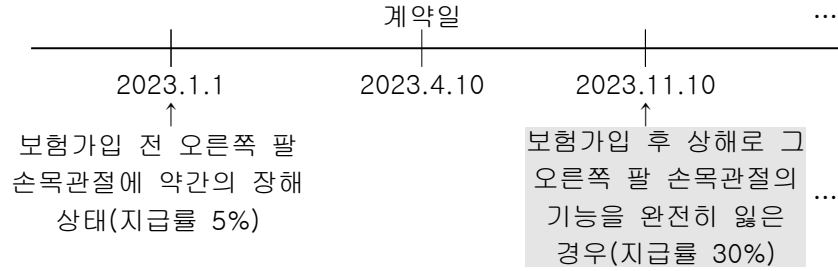 계약일 …
2023.1.1 2023.4.10 2023.11.10
보험가입 전 오른쪽 팔
손목관절에 약간의 장해
상태(지급률 5%)
보험가입 후 상해로 그
오른쪽 팔 손목관절의
기능을 완전히 잃은
경우(지급률 30%)
…